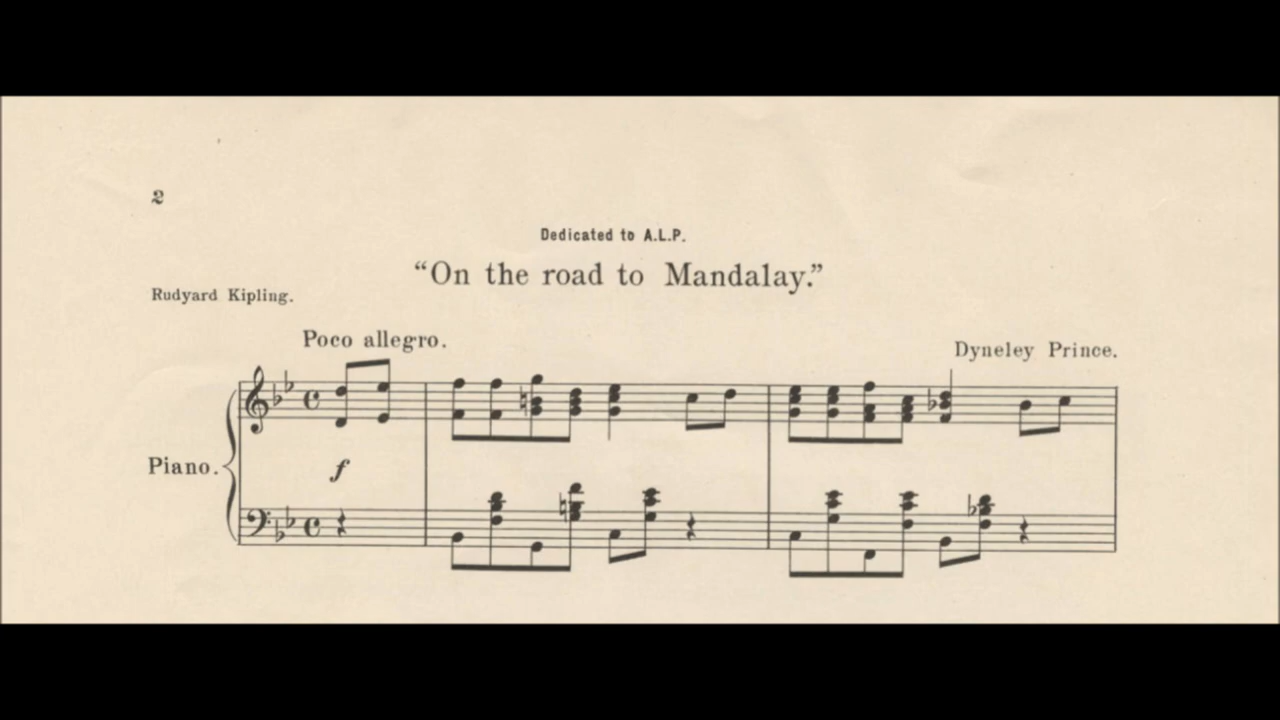 2
Dedicated to A.L.P.
“On the road to Mandalay.”
Rudyard Kipling.
Poco allegro.
Dyneley Prince.
Piano.
f